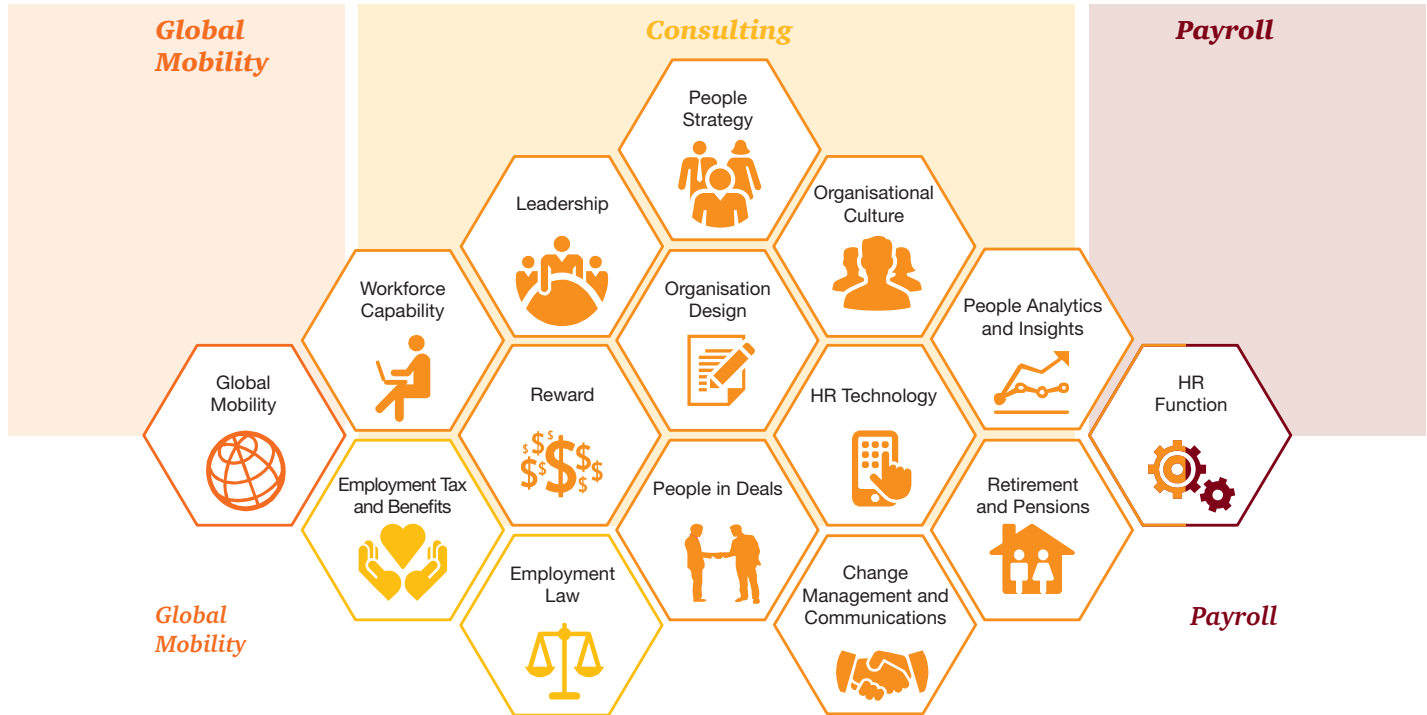 Global
Mobility
Consulting
Payroll
People
Strategy
Leadership
Organisational
Culture
Workforce
Capability
Organisation
Design
People Analytics
and Insights
Global
Mobility
Reward
HR Technology
HR
Function
Employment Tax
and Benefits
People in Deals
Retirement
and Pensions
Employment
Law
Change
Management and
Communications
Global
Mobility
Payroll